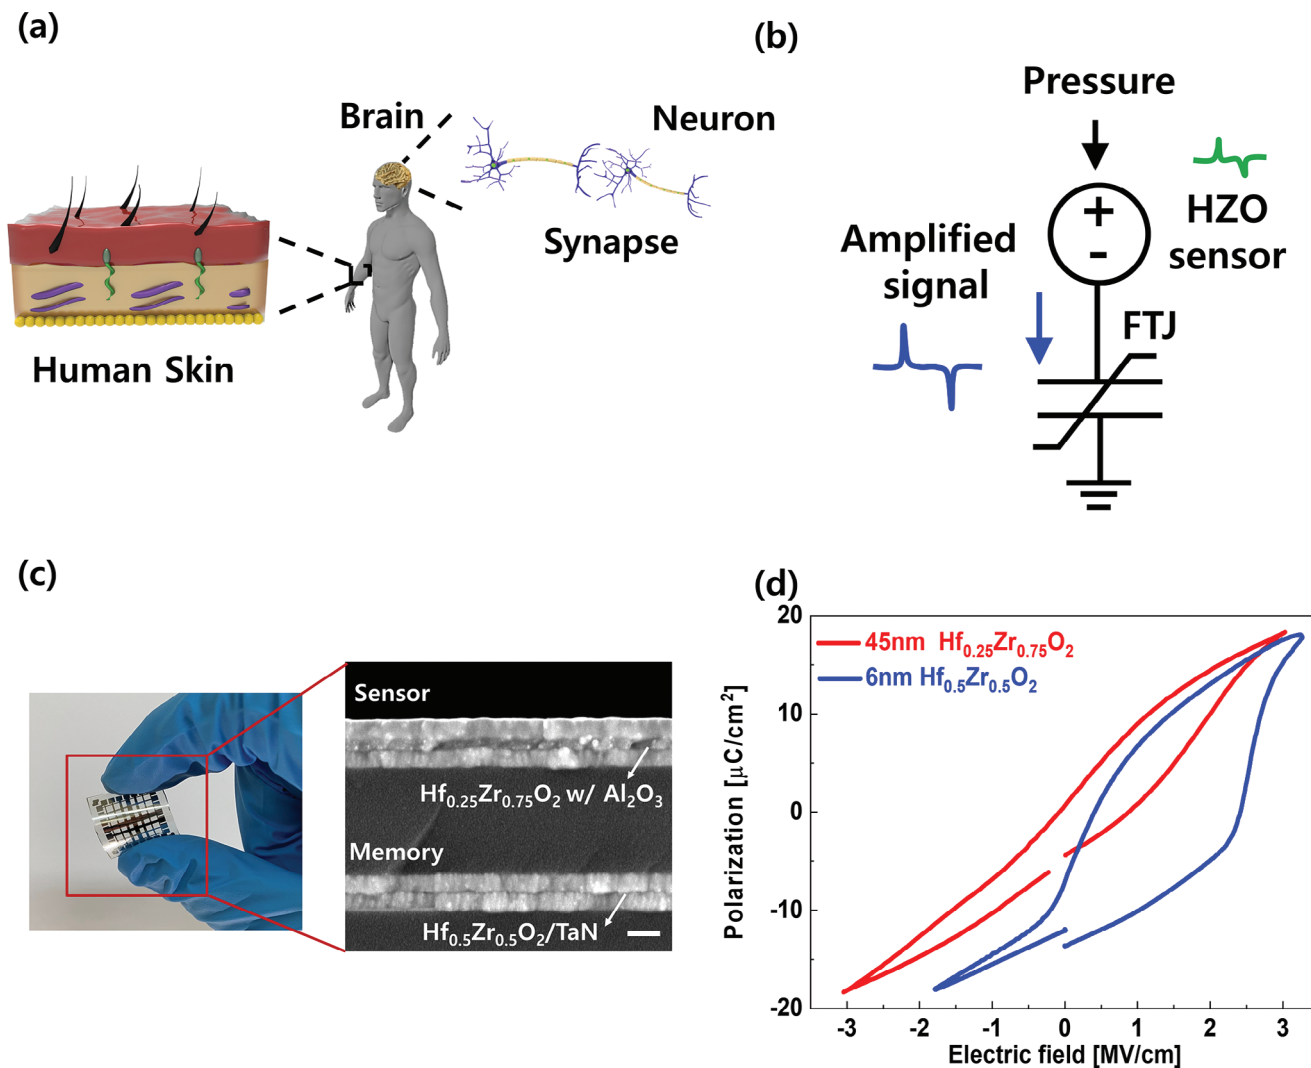 (a)
Brain
Neuron
Synapse
Human Skin
(b)
Pressure
+
-
HZO
sensor
Amplified
signal
FTJ
(c)
Sensor
Hf0.25Zr0.75O2 w/ Al2O3
Memory
Hf0.5Zr0.5O2/TaN
(d)
45nm Hf0.25Zr0.75O2
6nm Hf0.5Zr0.5O2
Polarization [μC/cm2]
20
10
0
-10
-20
-3 -2 -1 0 1 2 3
Electric field [MV/cm]